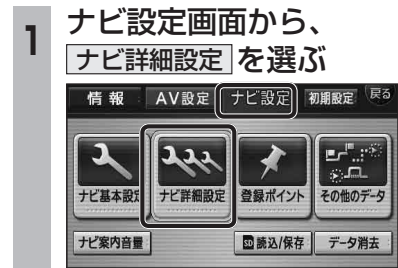 1 ナビ設定画面から、
ナビ詳細設定 を選ぶ
情報 AV設定 ナビ設定 初期設定 戻る
ナビ基本設定 ナビ詳細設定 登録ポイント その他のデータ
ナビ案内音量 SD 読込/保存 データ消去